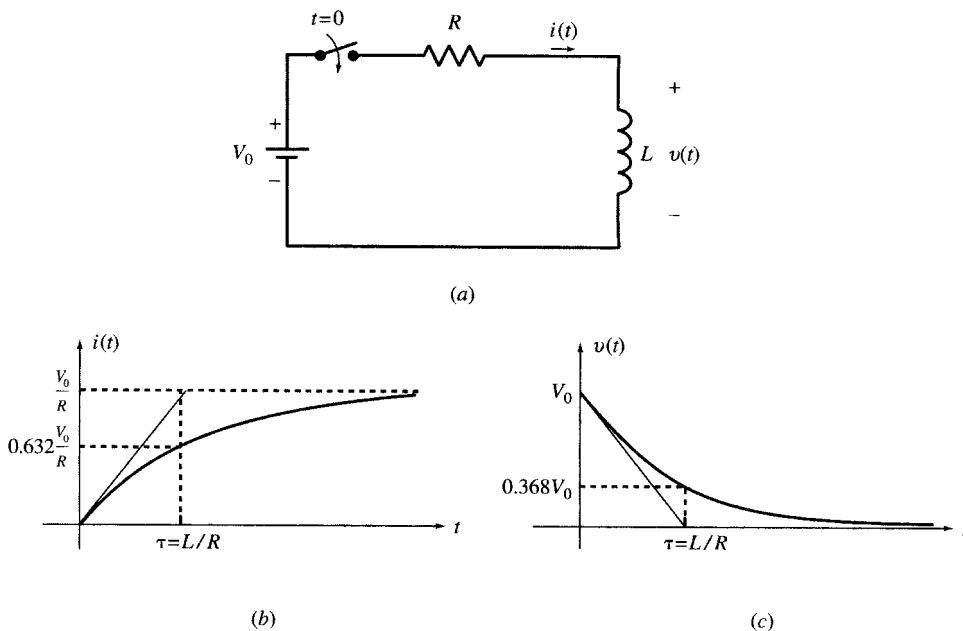 t=0
R
i(t)
+
V₀
−
+
L υ(t)
−
(a)
i(t)
V₀/R
0.632 V₀/R
t
τ=L/R
(b)
υ(t)
V₀
0.368V₀
τ=L/R
(c)